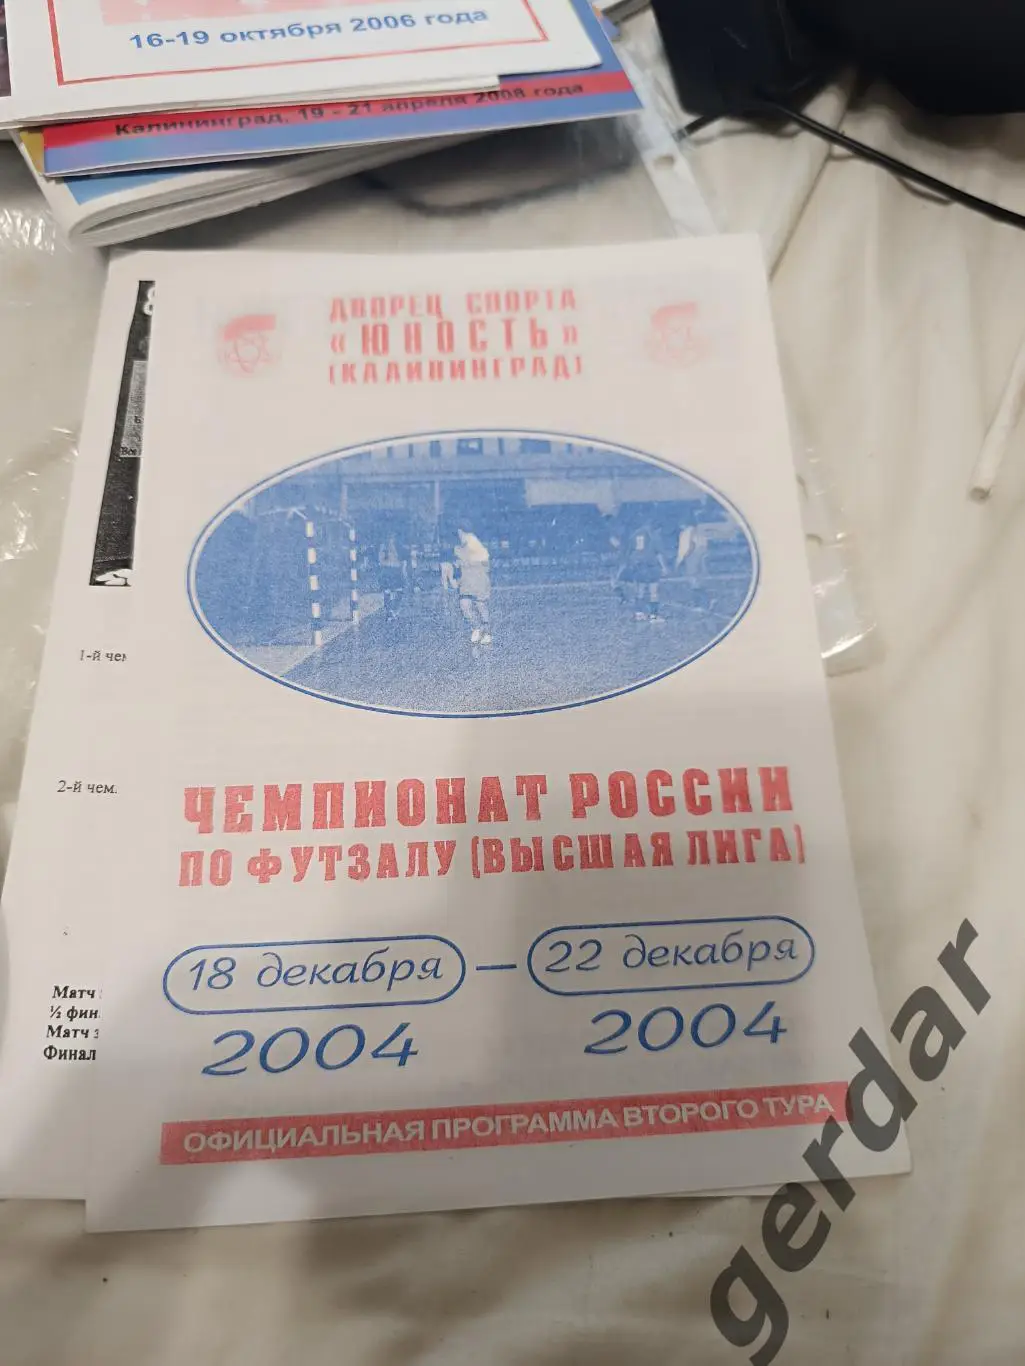 16-19 октября 2006 года
Калининград, 19 - 21 апреля 2008 года
ДВОРЕЦ СПОРТА
«ЮНОСТЬ»
(КАЛИНИНГРАД)
1-й чем
2-й чем.
ЧЕМПИОНАТ РОССИИ
ПО ФУТЗАЛУ (ВЫСШАЯ ЛИГА)
18 декабря — 22 декабря
2004 2004
Матч
½ фин.
Матч з
Финал
ОФИЦИАЛЬНАЯ ПРОГРАММА ВТОРОГО ТУРА
gerdar